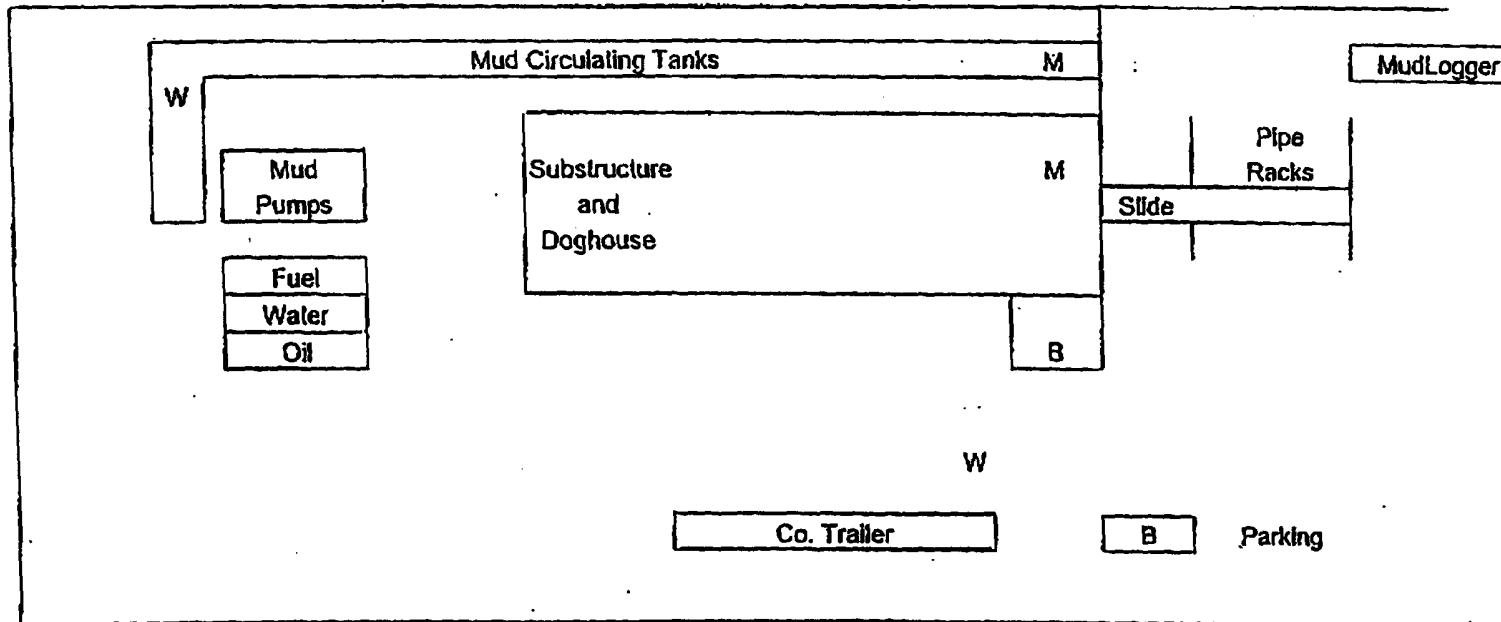 Mud Circulating Tanks
M
MudLogger
W
Pipe
Racks
Mud
Pumps
Substructure
and
Doghouse
M
Slide
Fuel
Water
Oil
B
W
Co. Trailer
B
Parking